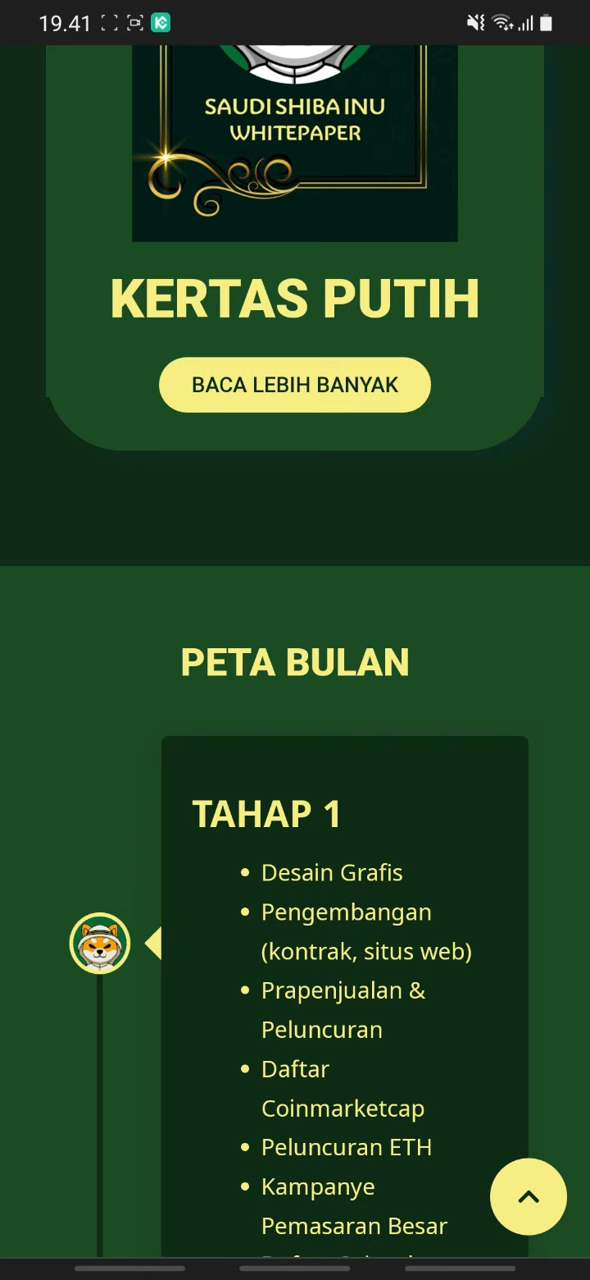 19.41
SAUDI SHIBA INU
WHITEPAPER
KERTAS PUTIH
BACA LEBIH BANYAK
PETA BULAN
TAHAP 1
Desain Grafis
Pengembangan
(kontrak, situs web)
Prapenjualan &
Peluncuran
Daftar
Coinmarketcap
Peluncuran ETH
Kampanye
Pemasaran Besar